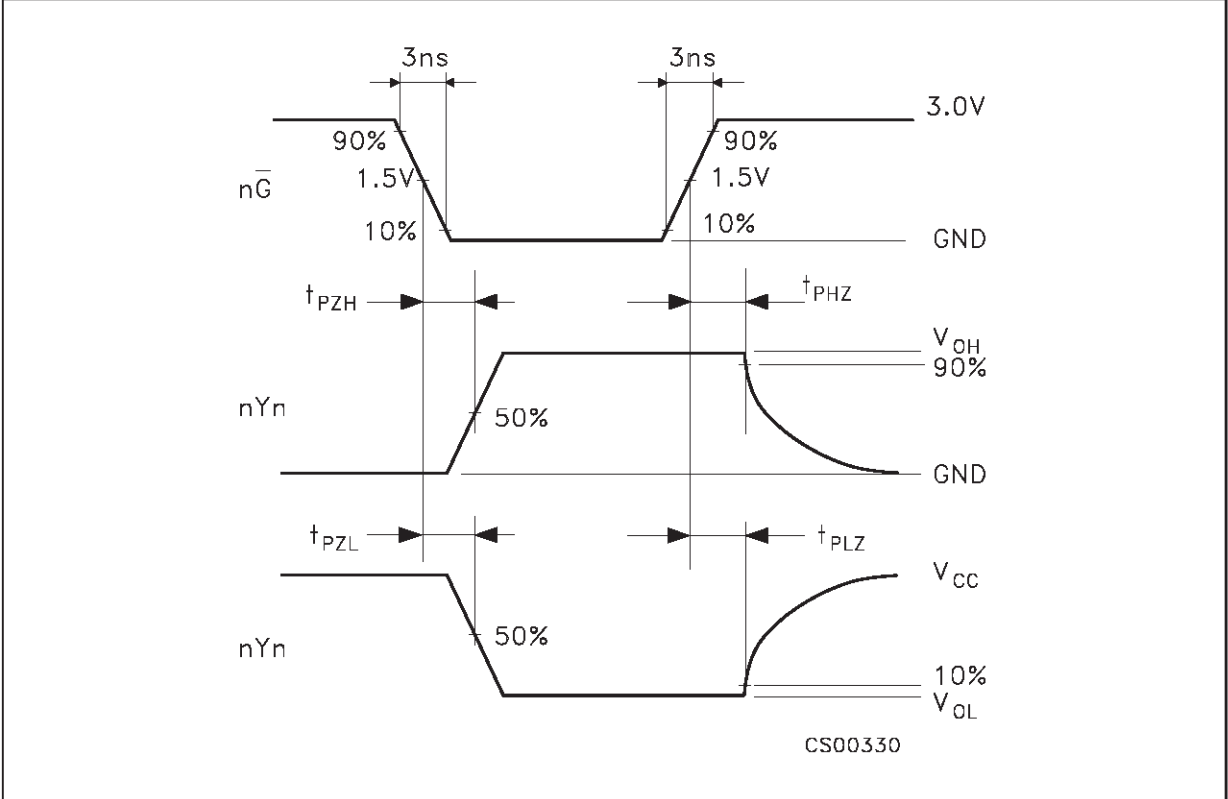 3ns 3ns
3.0V
90% 90%
nG̅ 1.5V 1.5V
10% 10%
GND
tPZH tPHZ
VOH
90%
nYn 50%
GND
tPZL tPLZ
VCC
nYn 50%
10%
VOL
CS00330